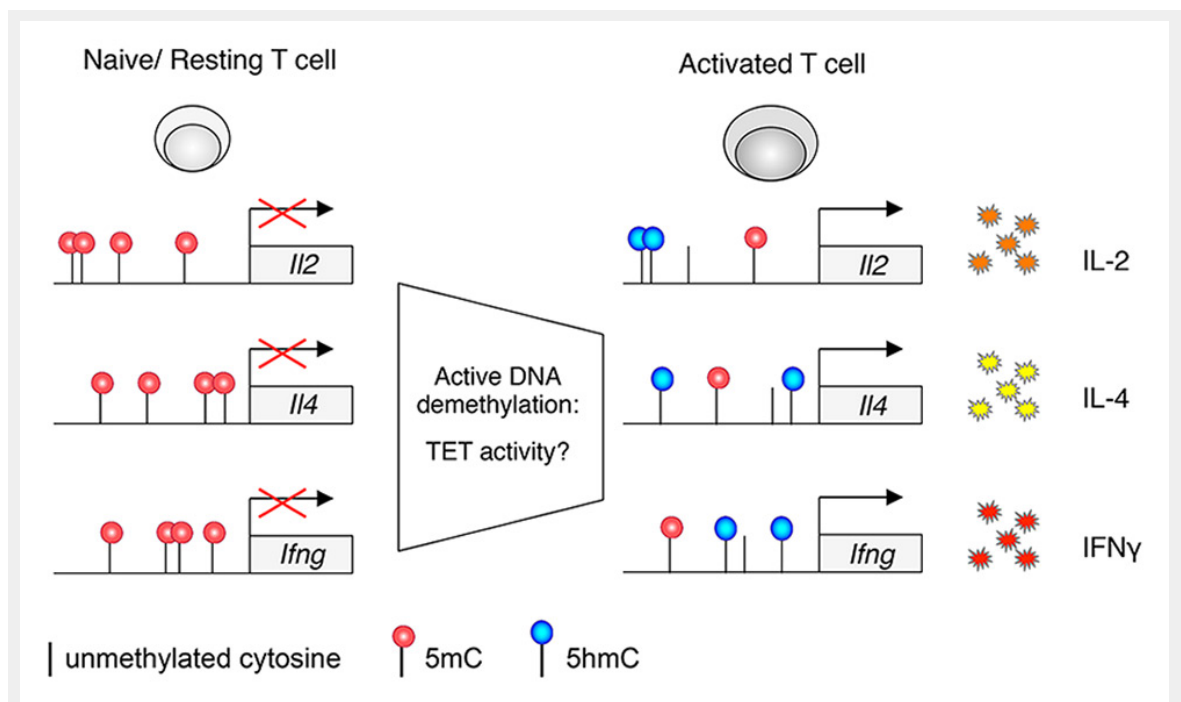 Naive/ Resting T cell
Activated T cell
Il2
Il2
IL-2
Il4
Active DNA
demethylation:
TET activity?
Il4
IL-4
Ifng
Ifng
IFNγ
unmethylated cytosine
5mC
5hmC